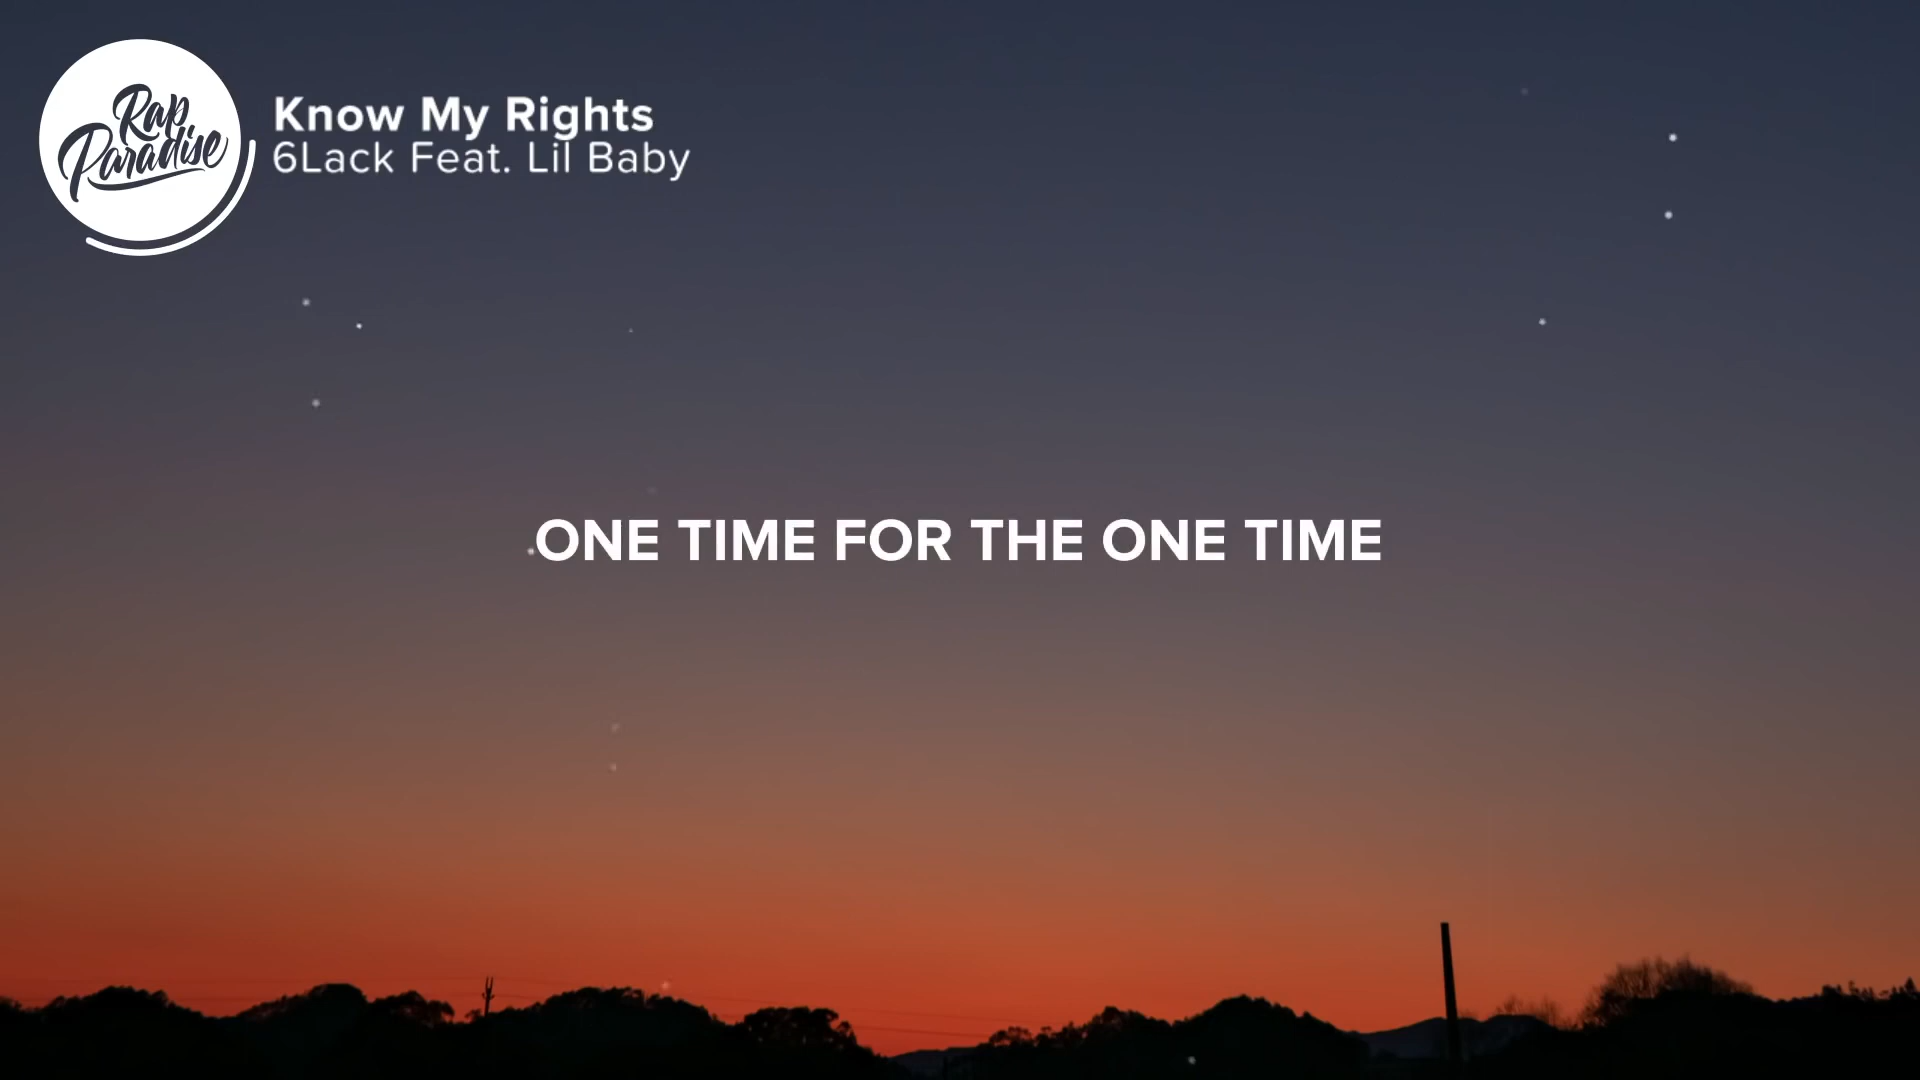 Rap
Paradise
Know My Rights
6Lack Feat. Lil Baby
ONE TIME FOR THE ONE TIME